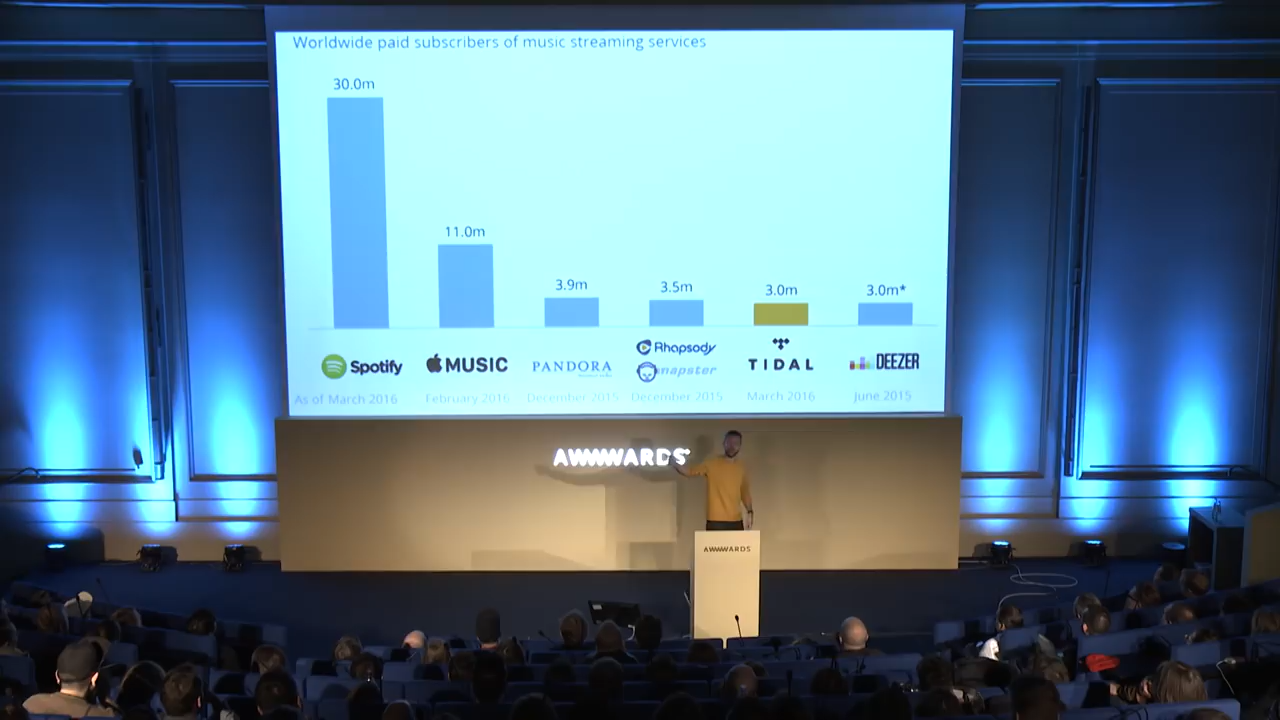 Worldwide paid subscribers of music streaming services
30.0m
11.0m
3.9m
3.5m
3.0m
3.0m*
Spotify
MUSIC
PANDORA
Rhapsody
napster
TIDAL
DEEZER
As of March 2016
February 2016
December 2015
December 2015
March 2016
June 2015
AWWWARDS
AWWWARDS